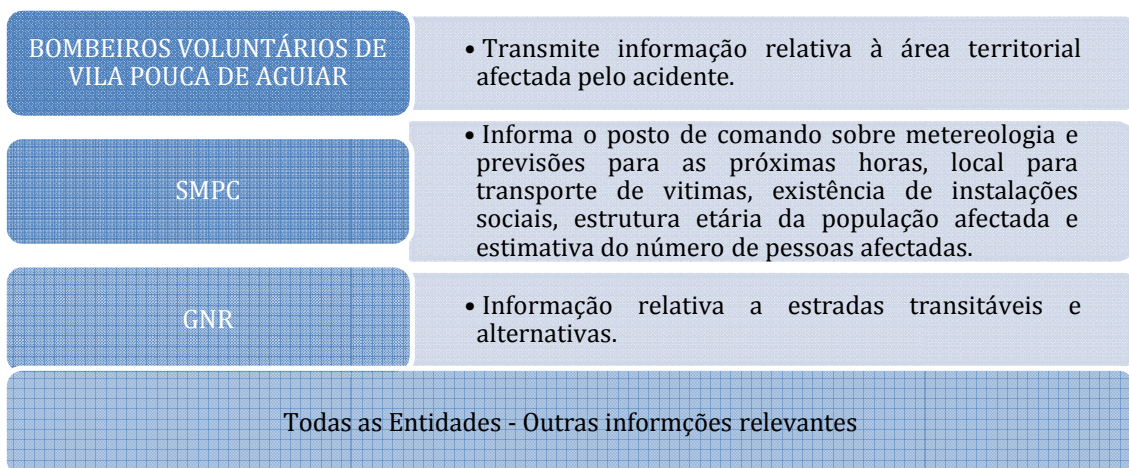 BOMBEIROS VOLUNTÁRIOS DE
VILA POUCA DE AGUIAR
• Transmite informação relativa à área territorial
afectada pelo acidente.
SMPC
• Informa o posto de comando sobre metereologia e
previsões para as próximas horas, local para
transporte de vitimas, existência de instalações
sociais, estrutura etária da população afectada e
estimativa do número de pessoas afectadas.
GNR
• Informação relativa a estradas transitáveis e
alternativas.
Todas as Entidades - Outras informções relevantes